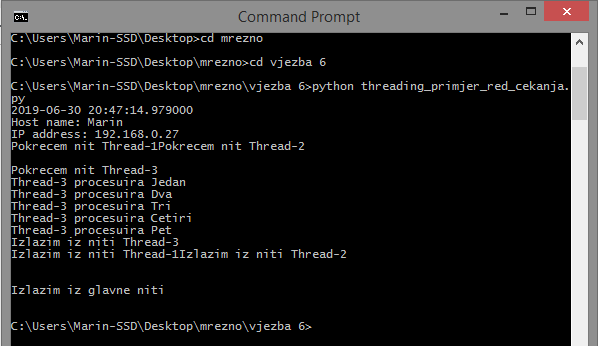 Command Prompt
C:\Users\Marin-SSD\Desktop>cd mrezno
C:\Users\Marin-SSD\Desktop\mrezno>cd vjezba 6
C:\Users\Marin-SSD\Desktop\mrezno\vjezba 6>python threading_primjer_red_cekanja.
py
2019-06-30 20:47:14.979000
Host name: Marin
IP address: 192.168.0.27
Pokrecem nit Thread-1Pokrecem nit Thread-2
Pokrecem nit Thread-3
Thread-3 procesuira Jedan
Thread-3 procesuira Dva
Thread-3 procesuira Tri
Thread-3 procesuira Cetiri
Thread-3 procesuira Pet
Izlazim iz niti Thread-3
Izlazim iz niti Thread-1Izlazim iz niti Thread-2
Izlazim iz glavne niti
C:\Users\Marin-SSD\Desktop\mrezno\vjezba 6>